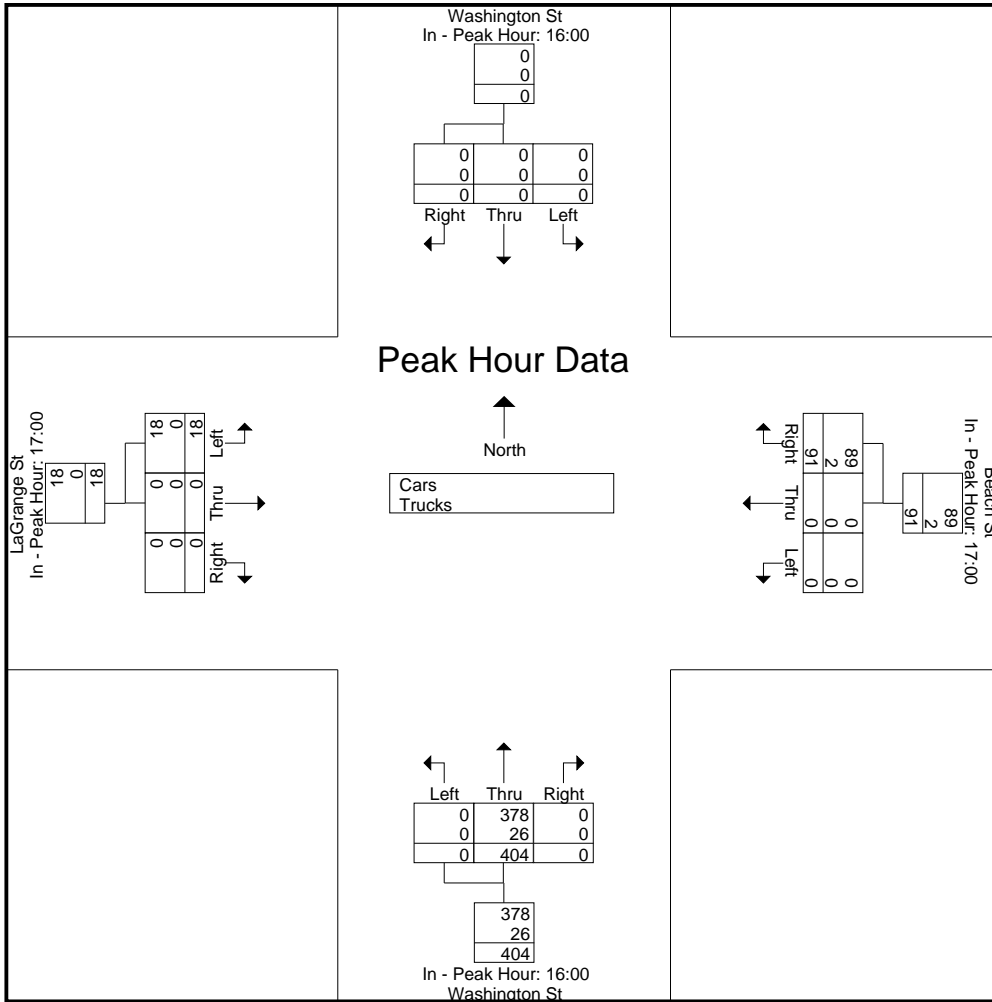 Washington St
In - Peak Hour: 16:00
0
0
0
0 0 0
0 0 0
0 0 0
Right Thru Left
Peak Hour Data
North
Cars
Trucks
LaGrange St
In - Peak Hour: 17:00
18
0
18
18 0 18
0 0 0
0 0 0
Left
Thru
Right
Right
Thru
Left
89 0 0
2 0 0
91 0 0
89
2
91
Beach St
In - Peak Hour: 17:00
Left Thru Right
0 378 0
0 26 0
0 404 0
378
26
404
In - Peak Hour: 16:00
Washington St